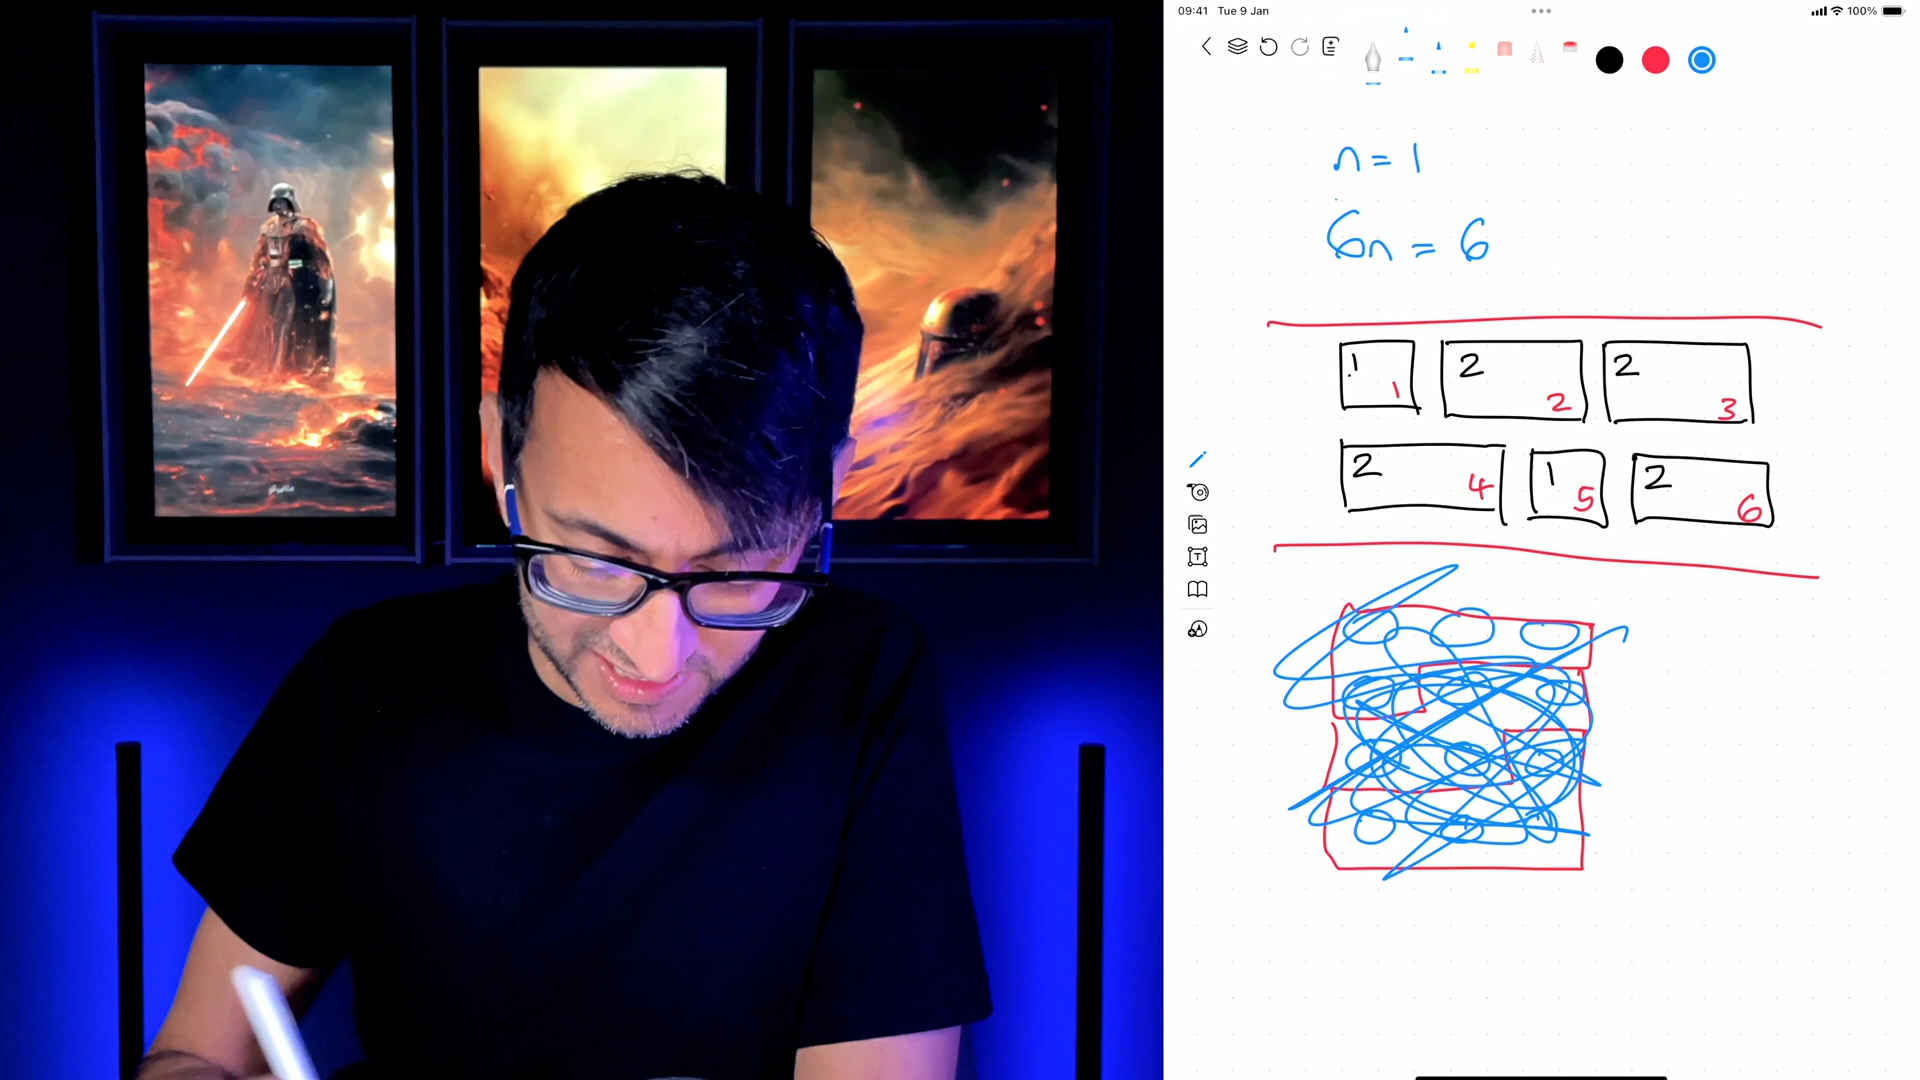 09:41 Tue 9 Jan 100%
n = 1
6n = 6
1 1 2 2 2 3
2 4 1 5 2 6